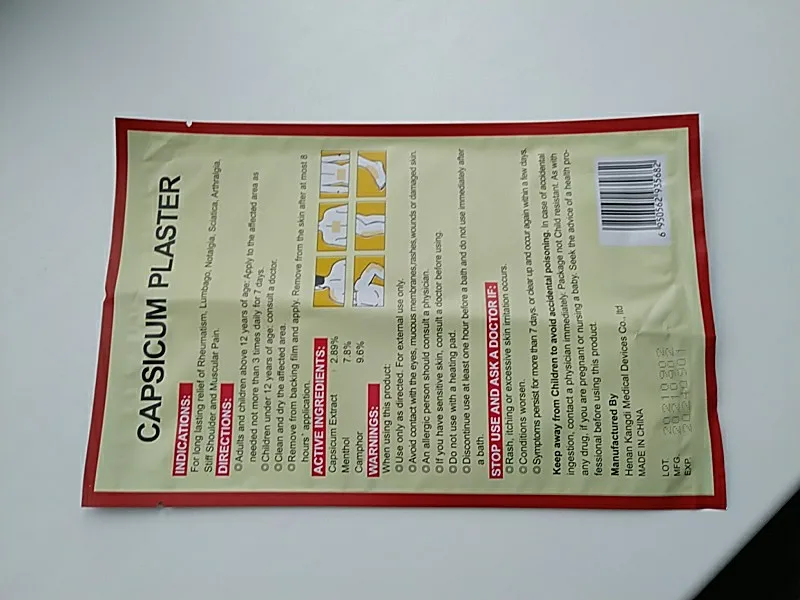 CAPSICUM PLASTER
INDICATIONS:
For long lasting relief of Rheumatism, Lumbago, Notalgia, Sciatica, Arthralgia,
Stiff Shoulder and Muscular Pain.
DIRECTIONS:
Adults and children above 12 years of age: Apply to the affected area as
needed not more than 3 times daily for 7 days.
Children under 12 years of age: consult a doctor.
Clean and dry the affected area.
Remove from backing film and apply. Remove from the skin after at most 8
hours' application.
ACTIVE INGREDIENTS:
Capsicum Extract 2.89%
Menthol 7.8%
Camphor 9.6%
WARNINGS:
When using this product:
Use only as directed. For external use only.
Avoid contact with the eyes, mucous membranes,rashes,wounds or damaged skin.
An allergic person should consult a physician.
If you have sensitive skin, consult a doctor before using.
Do not use with a heating pad.
Discontinue use at least one hour before a bath and do not use immediately after
a bath.
STOP USE AND ASK A DOCTOR IF:
Rash, itching or excessive skin irritation occurs.
Conditions worsen.
Symptoms persist for more than 7 days. or clear up and occur again within a few days.
Keep away from Children to avoid accidental poisoning. In case of accidental
ingestion, contact a physician immediately. Package not Child resistant. As with
any drug, if you are pregnant or nursing a baby. Seek the advice of a health pro-
fessional before using this product.
Manufactured By
Henan Kangdi Medical Devices Co., ltd
MADE IN CHINA
LOT. 20210302
MFG. 20210302
EXP. 20240301
6 950562 935682